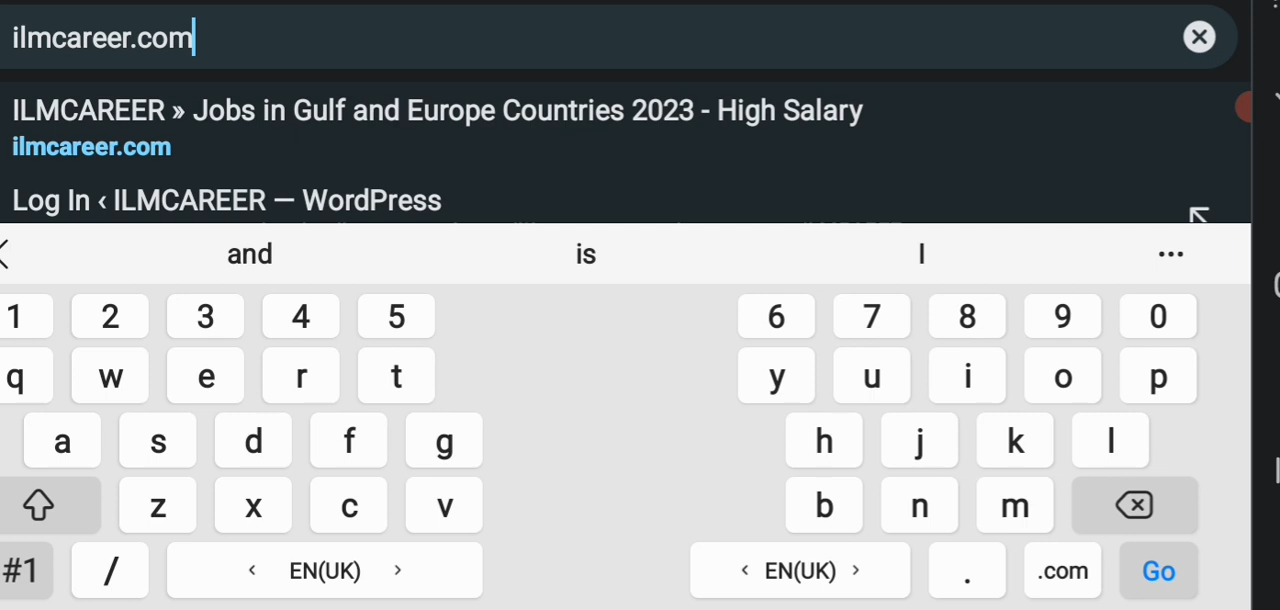 ilmcareer.com
ILMCAREER » Jobs in Gulf and Europe Countries 2023 - High Salary
ilmcareer.com
Log In ‹ ILMCAREER — WordPress
and is I ...
1 2 3 4 5 6 7 8 9 0
q w e r t y u i o p
a s d f g h j k l
z x c v b n m
#1 / ‹ EN(UK) › ‹ EN(UK) › . .com Go